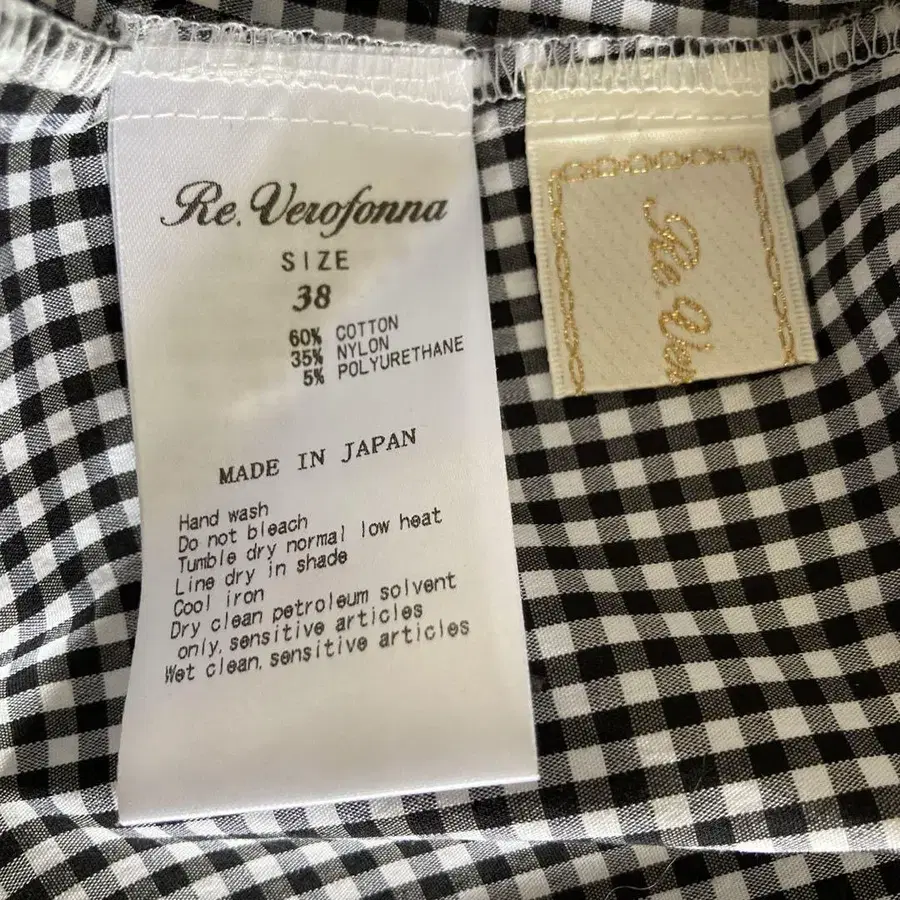 Re. Verofonna
SIZE
38
60% COTTON
35% NYLON
5% POLYURETHANE
MADE IN JAPAN
Hand wash
Do not bleach
Tumble dry normal low heat
Line dry in shade
Cool iron
Dry clean petroleum solvent
only, sensitive articles
Wet clean, sensitive articles
Re.